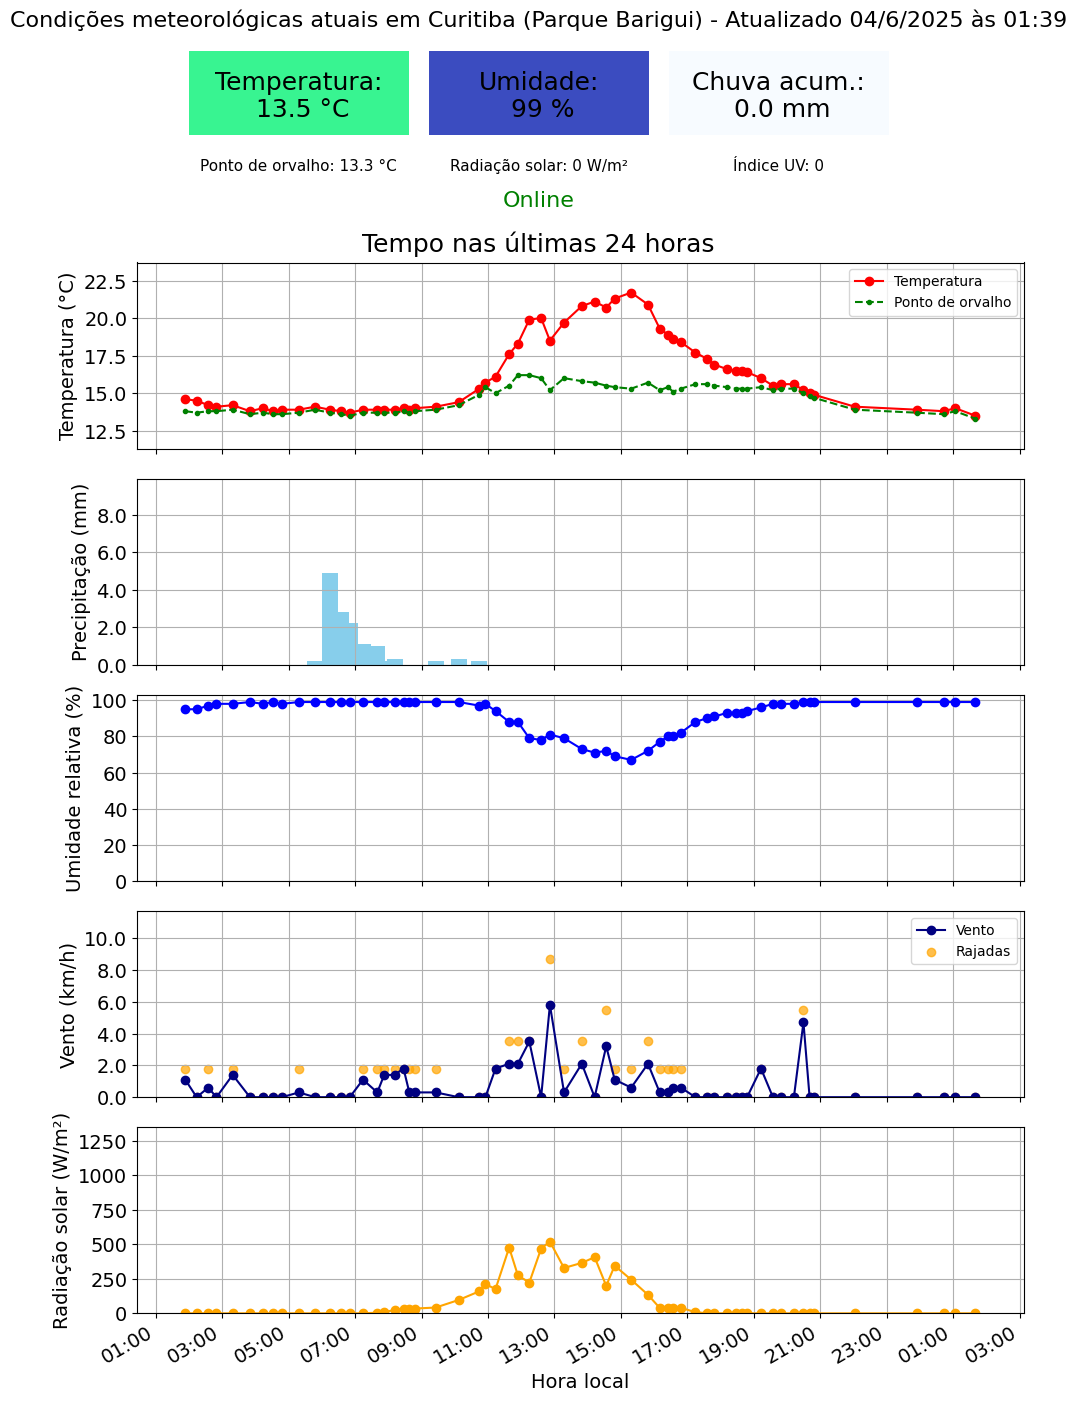 Condições meteorológicas atuais em Curitiba (Parque Barigui) - Atualizado 04/6/2025 às 01:39
Temperatura:
13.5 °C
Umidade:
99 %
Chuva acum.:
0.0 mm
Ponto de orvalho: 13.3 °C
Radiação solar: 0 W/m²
Índice UV: 0
Online
Tempo nas últimas 24 horas
Temperatura (°C)
22.5
20.0
17.5
15.0
12.5
Temperatura
Ponto de orvalho
Precipitação (mm)
8.0
6.0
4.0
2.0
0.0
Umidade relativa (%)
100
80
60
40
20
0
Vento (km/h)
10.0
8.0
6.0
4.0
2.0
0.0
Vento
Rajadas
Radiação solar (W/m²)
1250
1000
750
500
250
0
01:00
03:00
05:00
07:00
09:00
11:00
13:00
15:00
17:00
19:00
21:00
23:00
01:00
03:00
Hora local